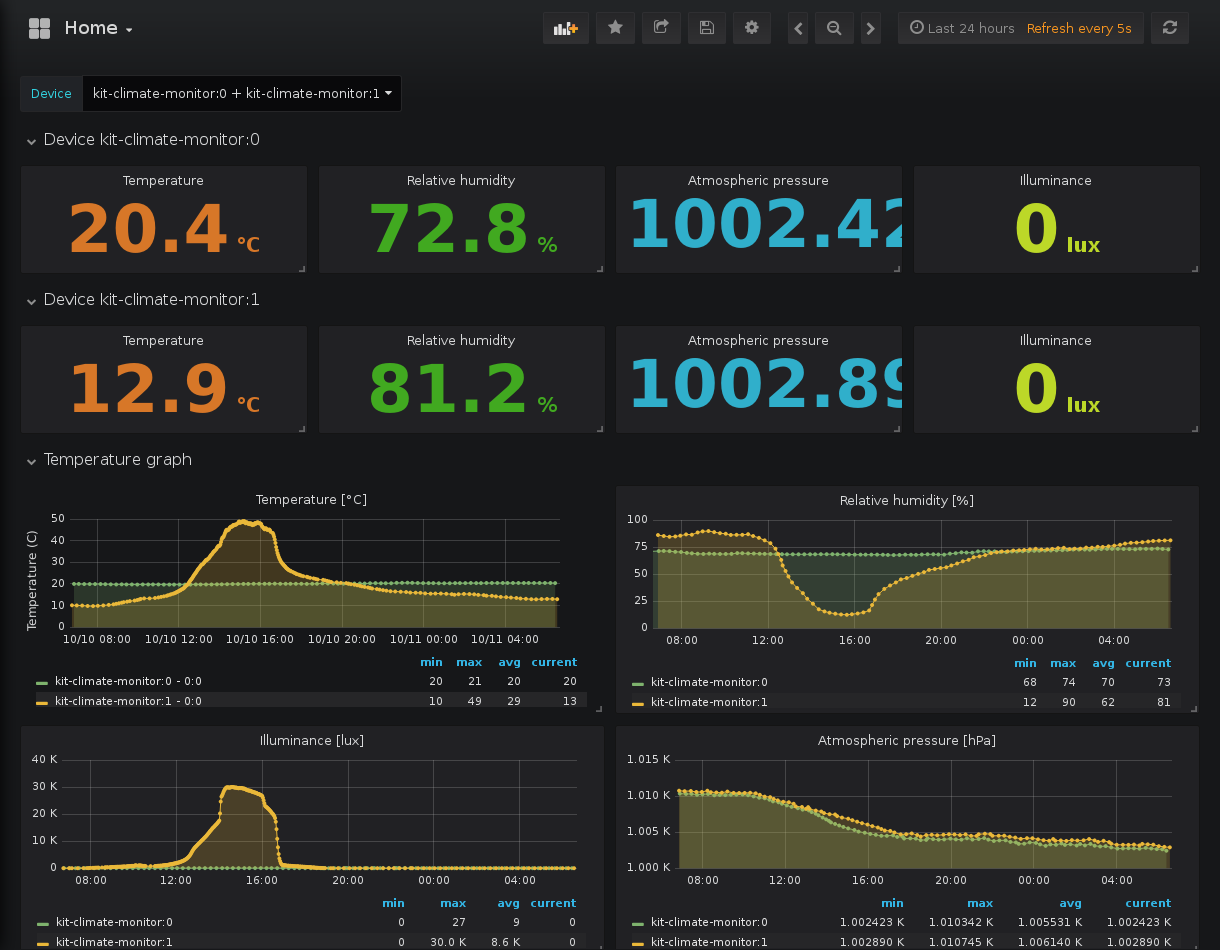 Home
Last 24 hours Refresh every 5s
Device kit-climate-monitor:0 + kit-climate-monitor:1
Device kit-climate-monitor:0
Temperature Relative humidity Atmospheric pressure Illuminance
20.4 °C 72.8 % 1002.42 0 lux
Device kit-climate-monitor:1
Temperature Relative humidity Atmospheric pressure Illuminance
12.9 °C 81.2 % 1002.89 0 lux
Temperature graph
Temperature [°C]
Temperature (C)
50
40
30
20
10
0
10/10 08:00 10/10 12:00 10/10 16:00 10/10 20:00 10/11 00:00 10/11 04:00
min max avg current
kit-climate-monitor:0 - 0:0 20 21 20 20
kit-climate-monitor:1 - 0:0 10 49 29 13
Relative humidity [%]
100
75
50
25
0
08:00 12:00 16:00 20:00 00:00 04:00
min max avg current
kit-climate-monitor:0 68 74 70 73
kit-climate-monitor:1 12 90 62 81
Illuminance [lux]
40 K
30 K
20 K
10 K
0
08:00 12:00 16:00 20:00 00:00 04:00
min max avg current
kit-climate-monitor:0 0 27 9 0
kit-climate-monitor:1 0 30.0 K 8.6 K 0
Atmospheric pressure [hPa]
1.015 K
1.010 K
1.005 K
1.000 K
08:00 12:00 16:00 20:00 00:00 04:00
min max avg current
kit-climate-monitor:0 1.002423 K 1.010342 K 1.005531 K 1.002423 K
kit-climate-monitor:1 1.002890 K 1.010745 K 1.006140 K 1.002890 K